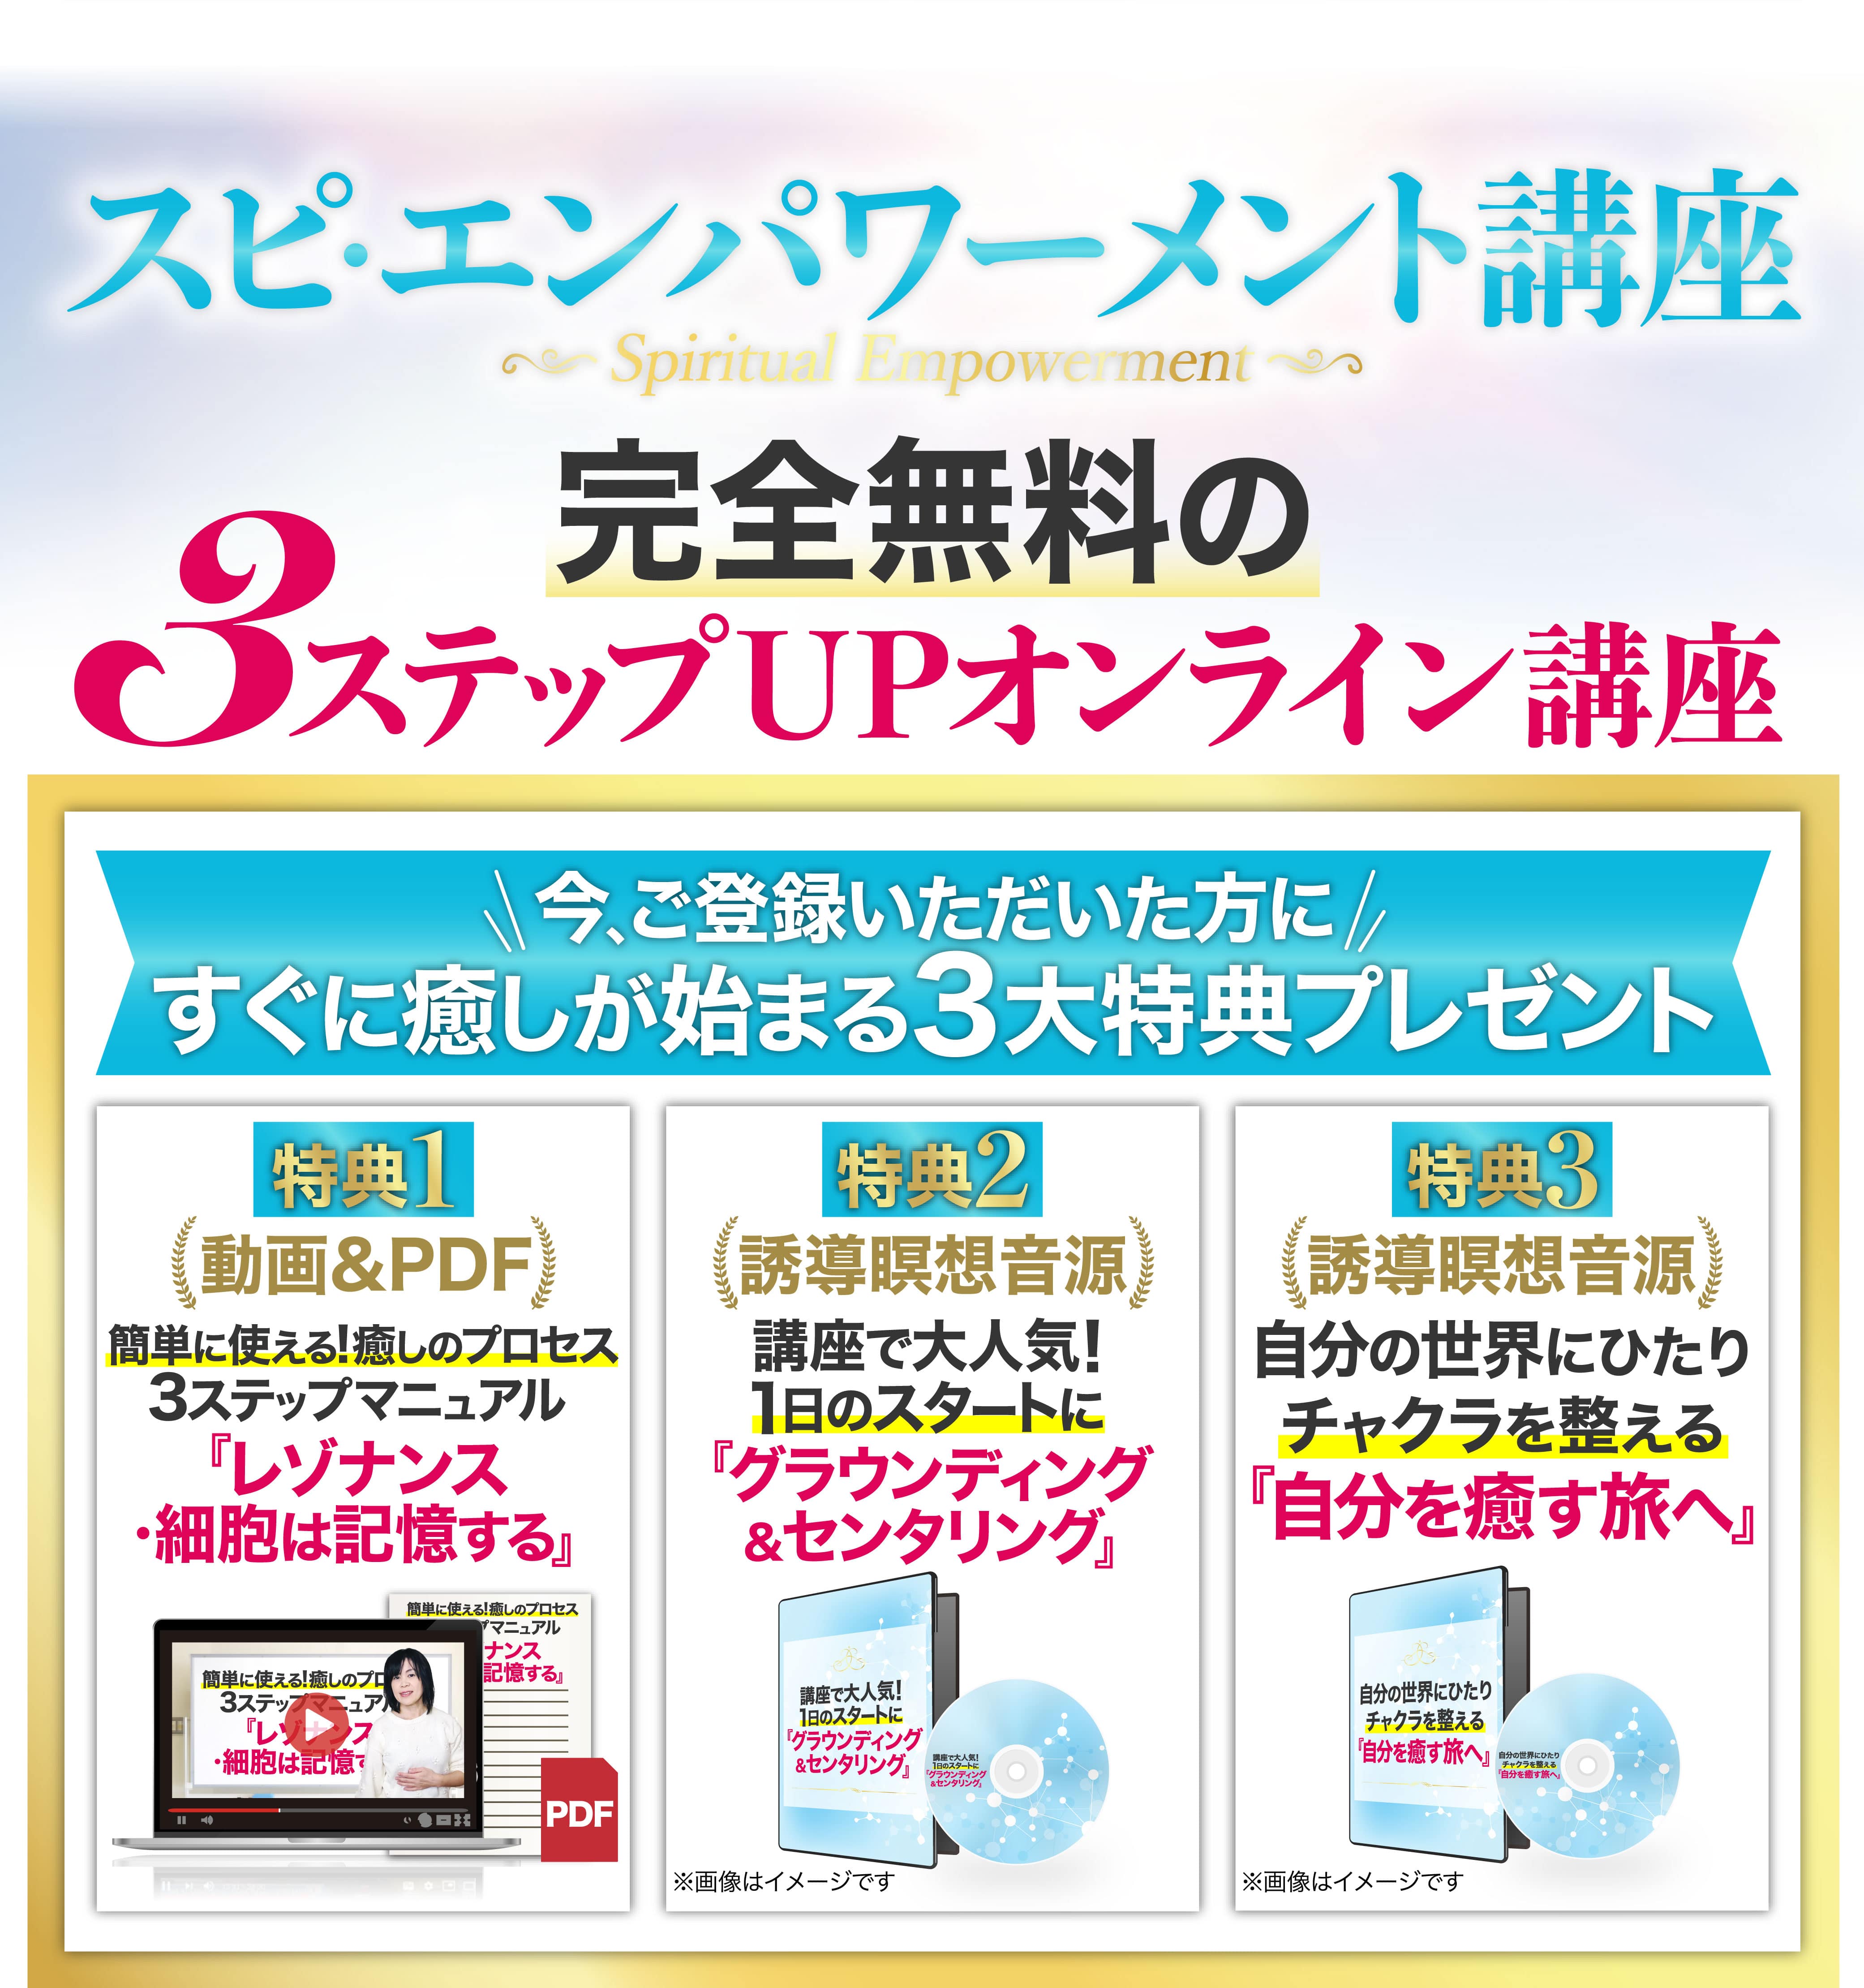 スピ・エンパワーメント講座
Spiritual Empowerment
完全無料の
3ステップUPオンライン講座
今、ご登録いただいた方に
すぐに癒しが始まる3大特典プレゼント
特典1
動画&PDF
簡単に使える!癒しのプロセス
3ステップマニュアル
『レゾナンス
・細胞は記憶する』
簡単に使える!癒しのプロセス
プマニュアル
ナンス
記憶する』
簡単に使える!癒しのプロ
3ステップマニュア
『レゾナンス
・細胞は記憶す
PDF
特典2
誘導瞑想音源
講座で大人気!
1日のスタートに
『グラウンディング
&センタリング』
講座で大人気!
1日のスタートに
『グラウンディング
&センタリング』
講座で大人気!
1日のスタートに
『グラウンディング
&センタリング』
※画像はイメージです
特典3
誘導瞑想音源
自分の世界にひたり
チャクラを整える
『自分を癒す旅へ』
自分の世界にひたり
チャクラを整える
『自分を癒す旅へ』
自分の世界にひたり
チャクラを整える
『自分を癒す旅へ』
※画像はイメージです